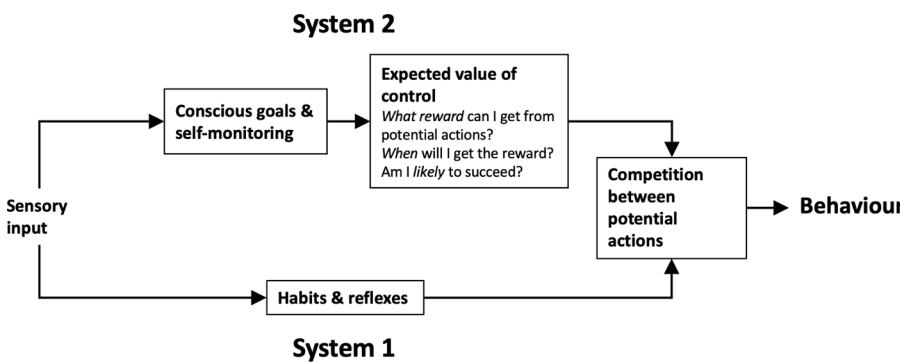 System 2
Conscious goals &
self-monitoring
Expected value of
control
What reward can I get from
potential actions?
When will I get the reward?
Am I likely to succeed?
Competition
between
potential
actions
Behaviour
Sensory
input
Habits & reflexes
System 1